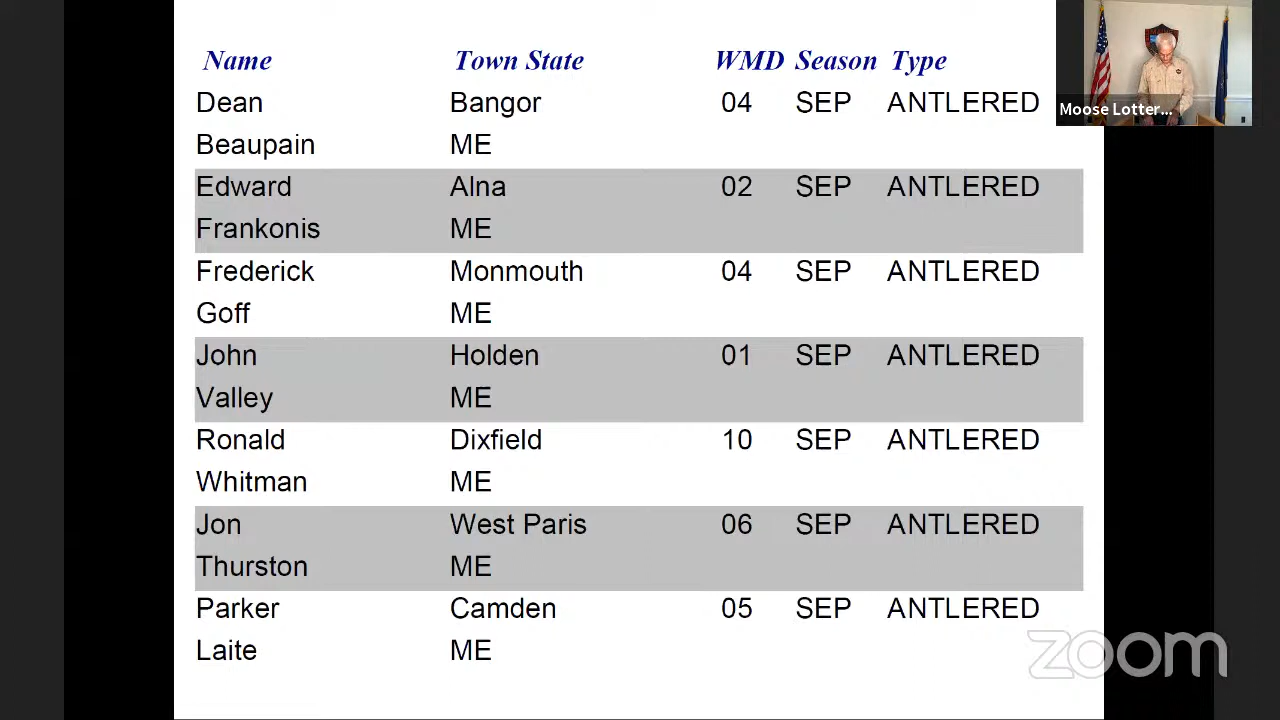 Name Town State WMD Season Type
Dean Bangor 04 SEP ANTLERED
Beaupain ME
Edward Alna 02 SEP ANTLERED
Frankonis ME
Frederick Monmouth 04 SEP ANTLERED
Goff ME
John Holden 01 SEP ANTLERED
Valley ME
Ronald Dixfield 10 SEP ANTLERED
Whitman ME
Jon West Paris 06 SEP ANTLERED
Thurston ME
Parker Camden 05 SEP ANTLERED
Laite ME
Moose Lotter...
zoom